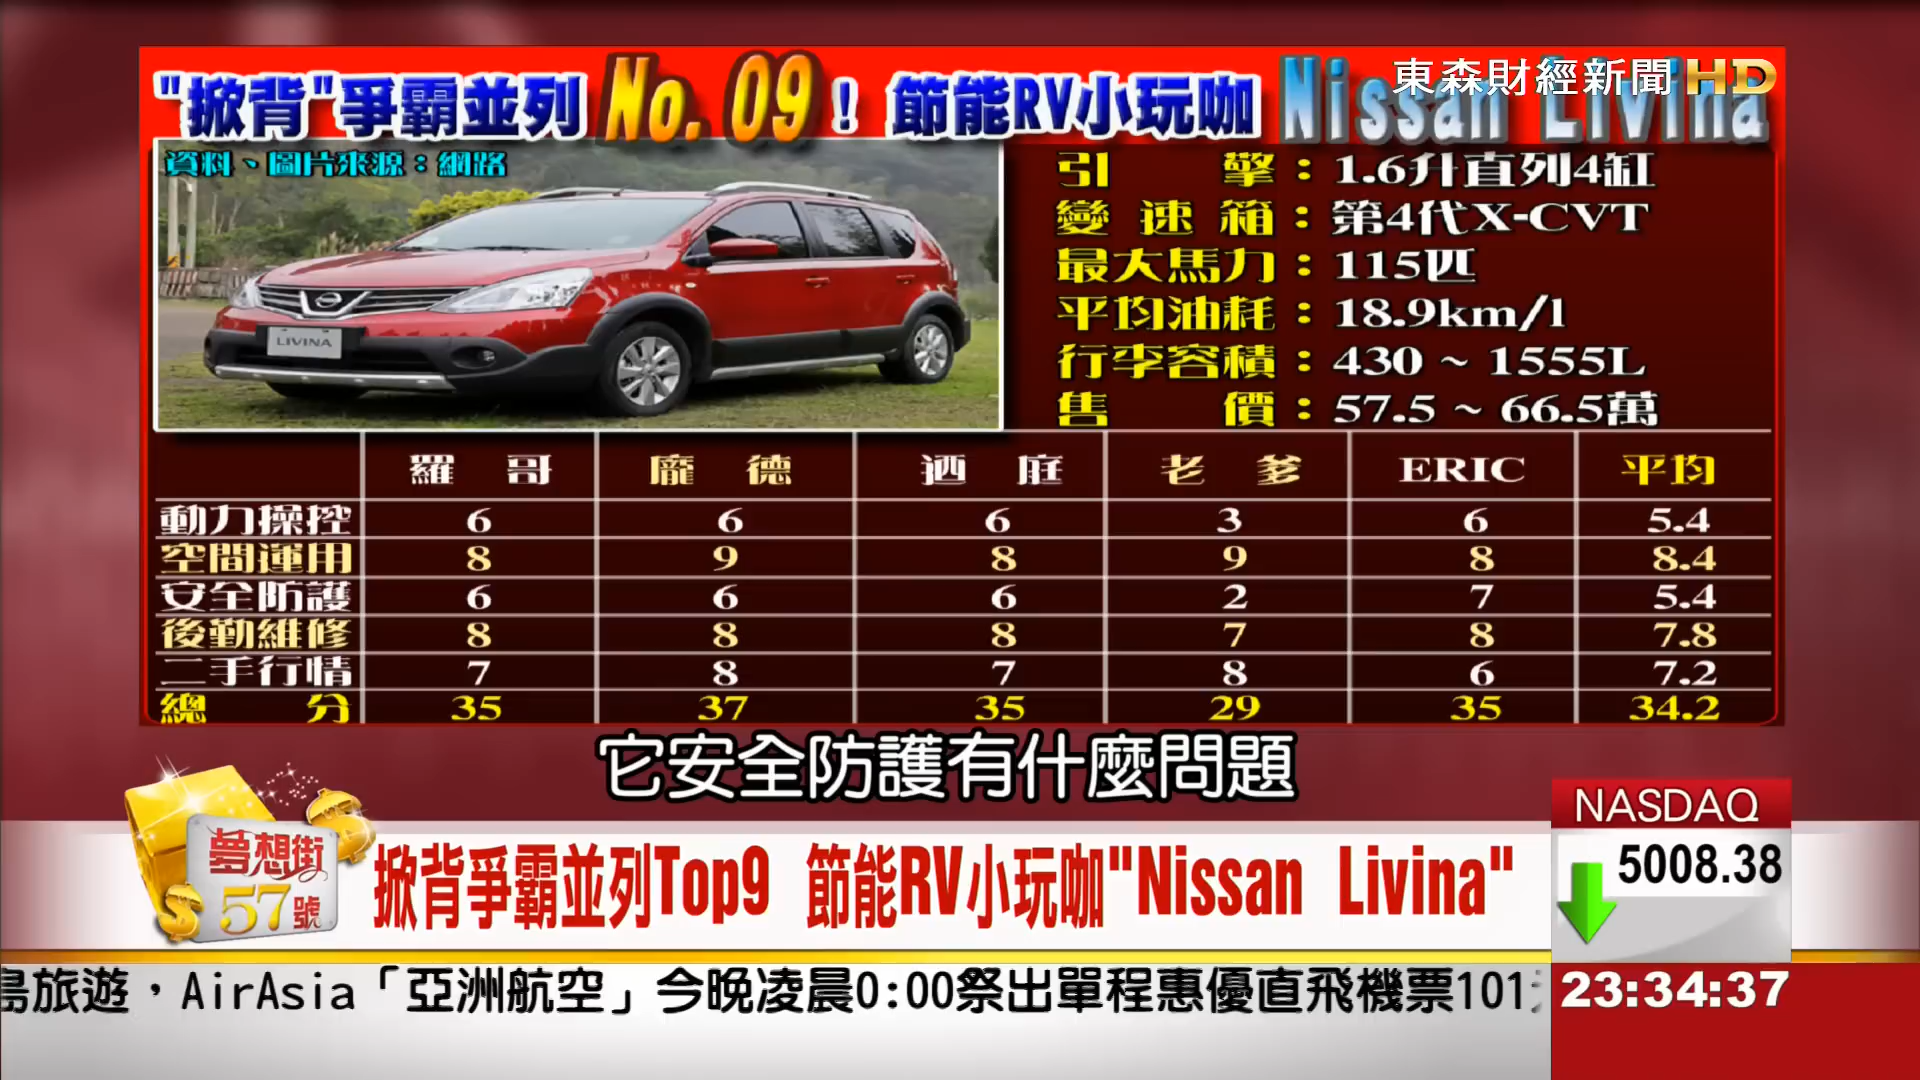 "掀背"爭霸並列No. 09！ 節能RV小玩咖 Nissan Livina
東森財經新聞HD
資料、圖片來源：網路
LIVINA
引擎：1.6升直列4缸
變速箱：第4代X-CVT
最大馬力：115匹
平均油耗：18.9km/l
行李容積：430 ~ 1555L
售價：57.5 ~ 66.5萬
羅哥 龐德 迺庭 老爹 ERIC 平均
動力操控 6 6 6 3 6 5.4
空間運用 8 9 8 9 8 8.4
安全防護 6 6 6 2 7 5.4
後勤維修 8 8 8 7 8 7.8
二手行情 7 8 7 8 6 7.2
總分 35 37 35 29 35 34.2
它安全防護有什麼問題
夢想街
57號
掀背爭霸並列Top9 節能RV小玩咖"Nissan Livina"
NASDAQ
5008.38
島旅遊，AirAsia「亞洲航空」今晚凌晨0:00祭出單程惠優直飛機票101
23:34:37